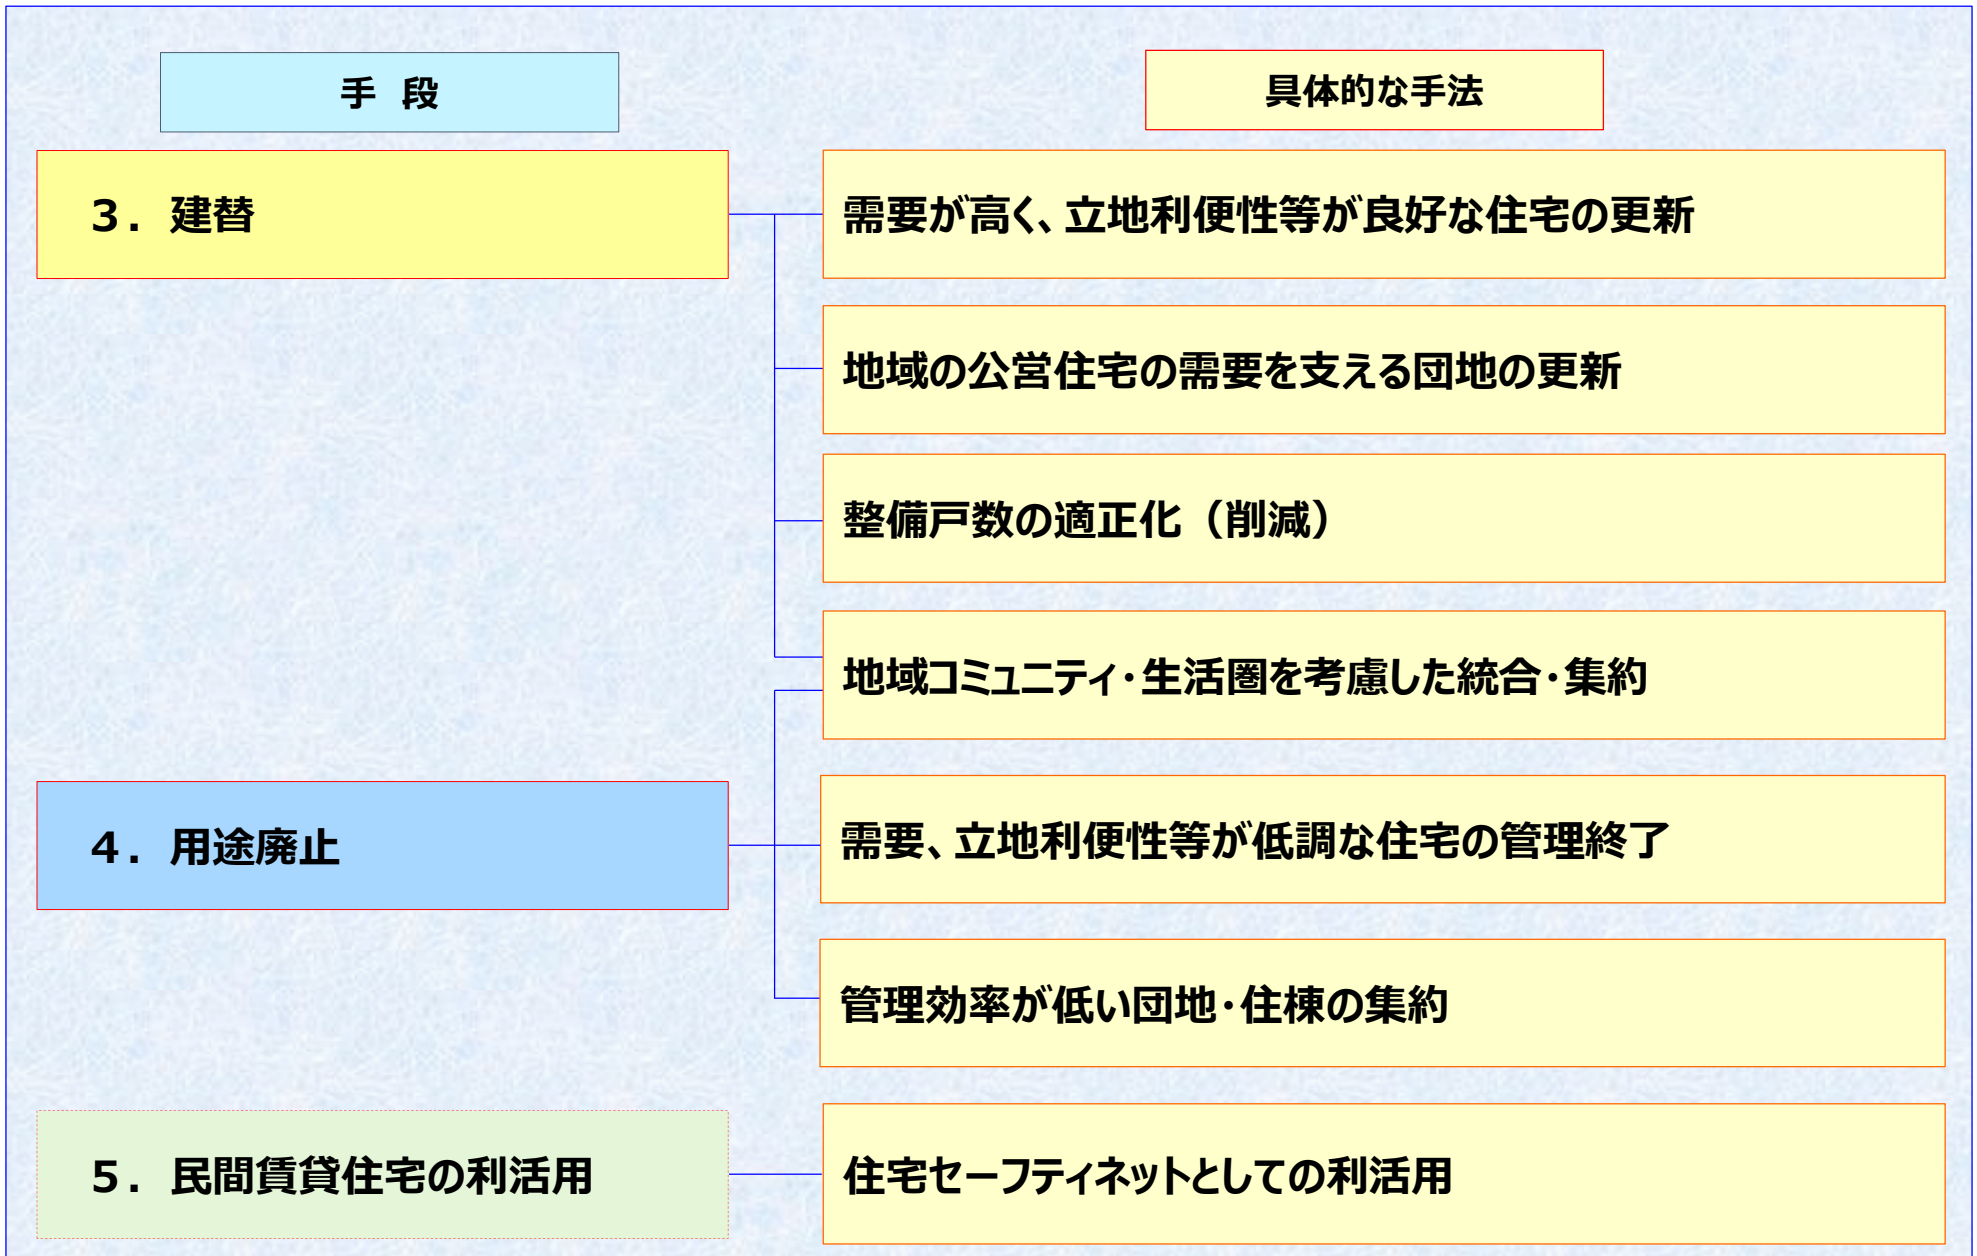 手 段
具体的な手法
３．建替
需要が高く、立地利便性等が良好な住宅の更新
地域の公営住宅の需要を支える団地の更新
整備戸数の適正化（削減）
地域コミュニティ・生活圏を考慮した統合・集約
４．用途廃止
需要、立地利便性等が低調な住宅の管理終了
管理効率が低い団地・住棟の集約
５．民間賃貸住宅の利活用
住宅セーフティネットとしての利活用